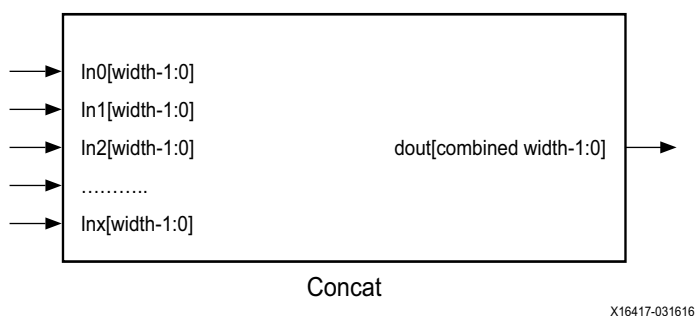 In0[width-1:0]
In1[width-1:0]
In2[width-1:0]
dout[combined width-1:0]
...........
Inx[width-1:0]
Concat
X16417-031616